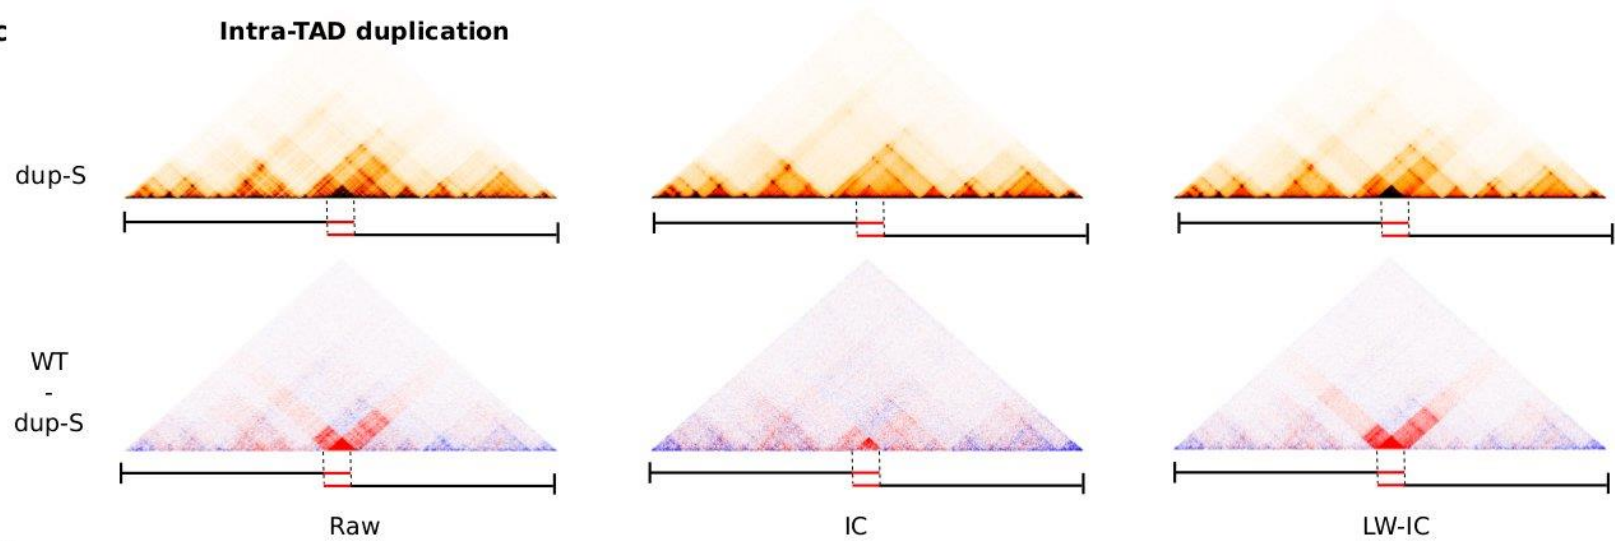 c
Intra-TAD duplication
dup-S
WT
-
dup-S
Raw
IC
LW-IC